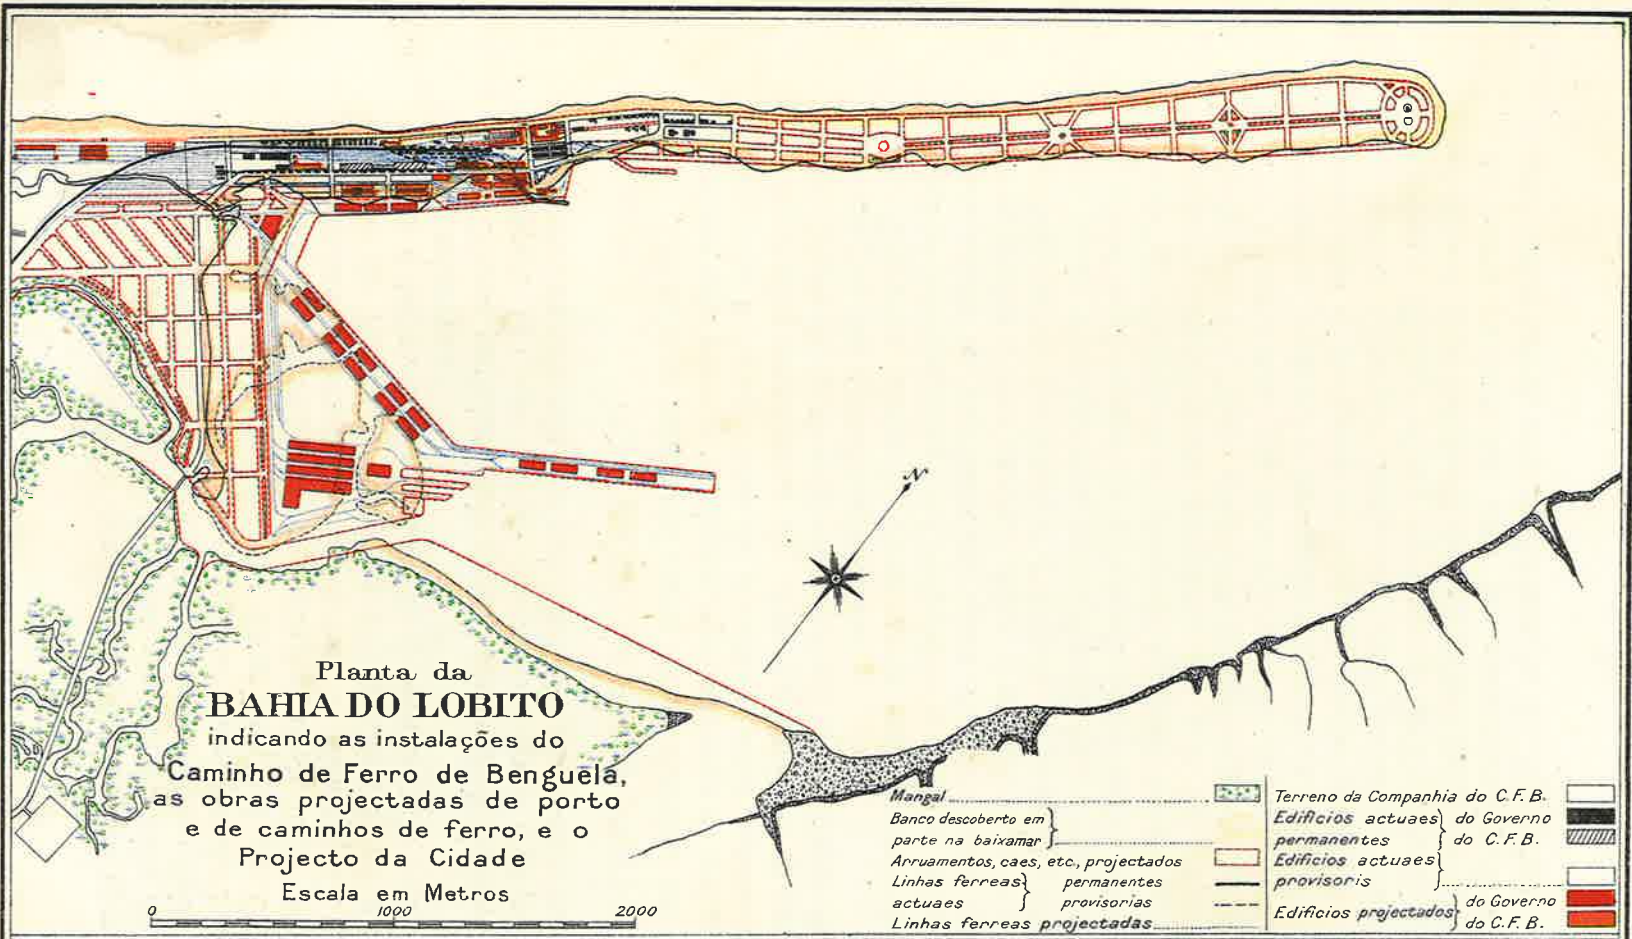 N
Planta da
BAHIA DO LOBITO
indicando as instalações do
Caminho de Ferro de Benguela,
as obras projectadas de porto
e de caminhos de ferro, e o
Projecto da Cidade
Escala em Metros
0 1000 2000
Mangal
Banco descoberto em
parte na baixamar
Arruamentos, caes, etc., projectados
Linhas ferreas permanentes
actuaes provisorias
Linhas ferreas projectadas
Terreno da Companhia do C.F.B.
Edificios actuaes do Governo
permanentes do C.F.B.
Edificios actuaes
provisoris
Edificios projectados do Governo
do C.F.B.